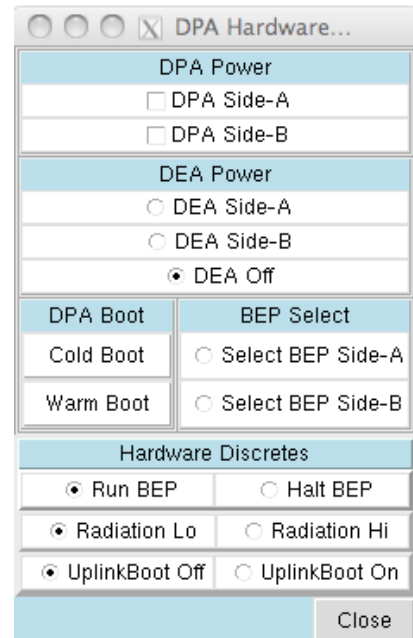 DPA Hardware...
DPA Power
DPA Side-A
DPA Side-B
DEA Power
DEA Side-A
DEA Side-B
DEA Off
DPA Boot BEP Select
Cold Boot Select BEP Side-A
Warm Boot Select BEP Side-B
Hardware Discretes
Run BEP Halt BEP
Radiation Lo Radiation Hi
UplinkBoot Off UplinkBoot On
Close